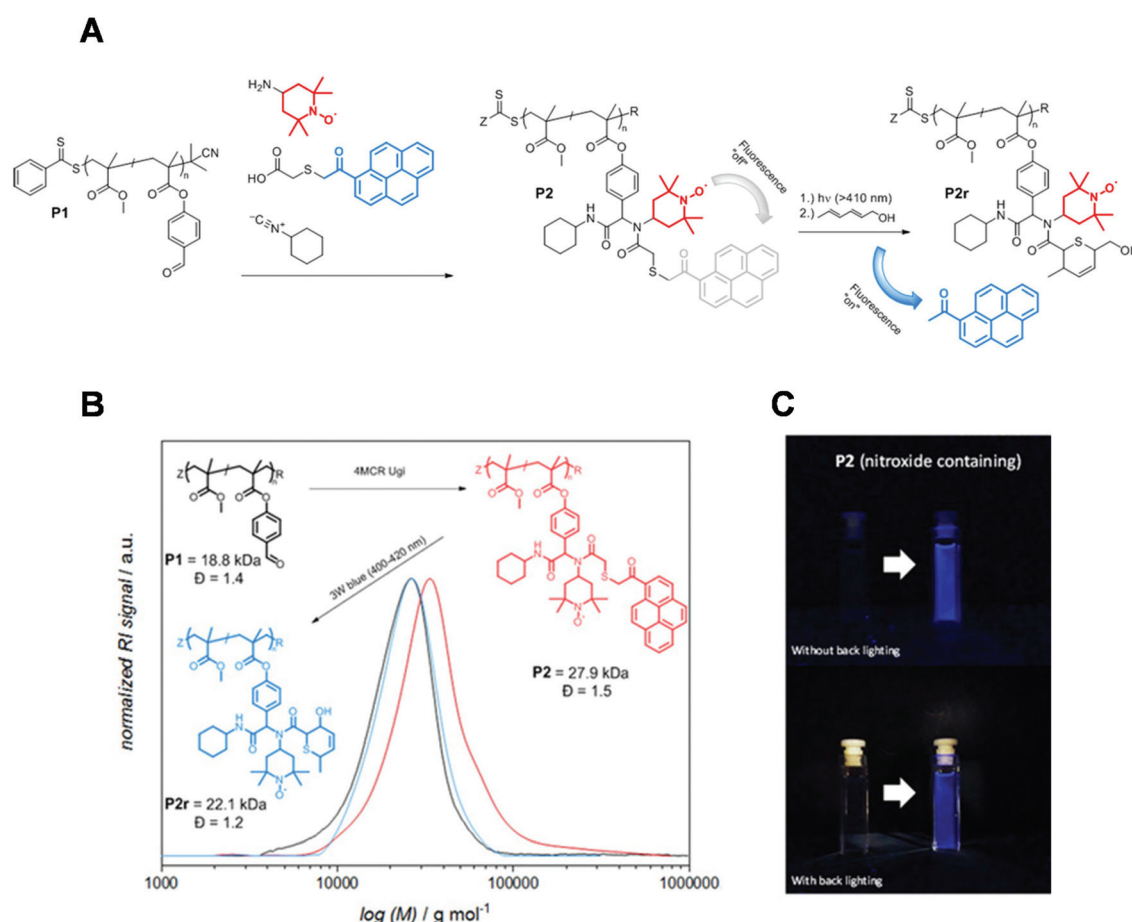 A
H₂N
N
O·
S
S
n
CN
O
O
O
P1
O
O
HO
S
O
O
C≡N⁺
Z
S
S
n
R
O
O
O
P2
N–O·
HN
O
N
O
S
O
Fluorescence
"off"
1.) hν (>410 nm)
2.)
OH
Fluorescence
"on"
O
Z
S
S
n
R
O
O
O
P2r
N–O·
HN
O
N
O
S
OH
B
normalized RI signal / a.u.
4MCR Ugi
3W blue (400-420 nm)
Z
n
R
O
O
O
O
O
P1 = 18.8 kDa
Đ = 1.4
Z
n
R
O
O
O
O
H
N
O
N
O
S
O
N
O·
P2 = 27.9 kDa
Đ = 1.5
Z
n
R
O
O
O
O
H
N
O
N
O
OH
S
N
O·
P2r = 22.1 kDa
Đ = 1.2
1000
10000
100000
1000000
log (M) / g mol⁻¹
C
P2 (nitroxide containing)
Without back lighting
With back lighting